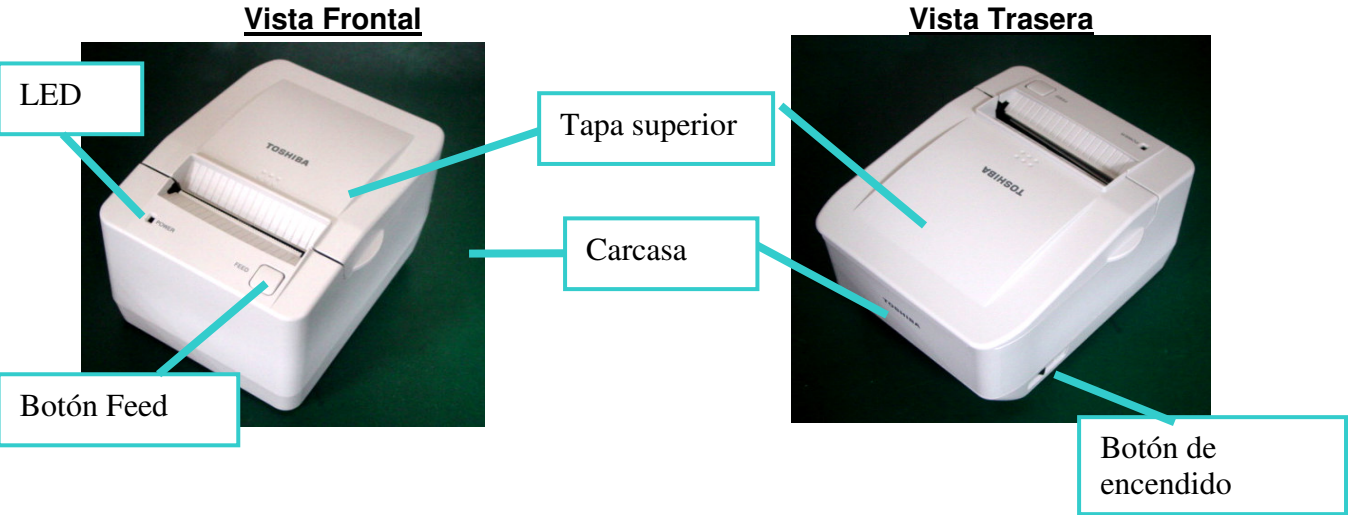 Vista Frontal
Vista Trasera
LED
Tapa superior
Carcasa
Botón Feed
Botón de
encendido
TOSHIBA
POWER
FEED
TOSHIBA
TOSHIBA